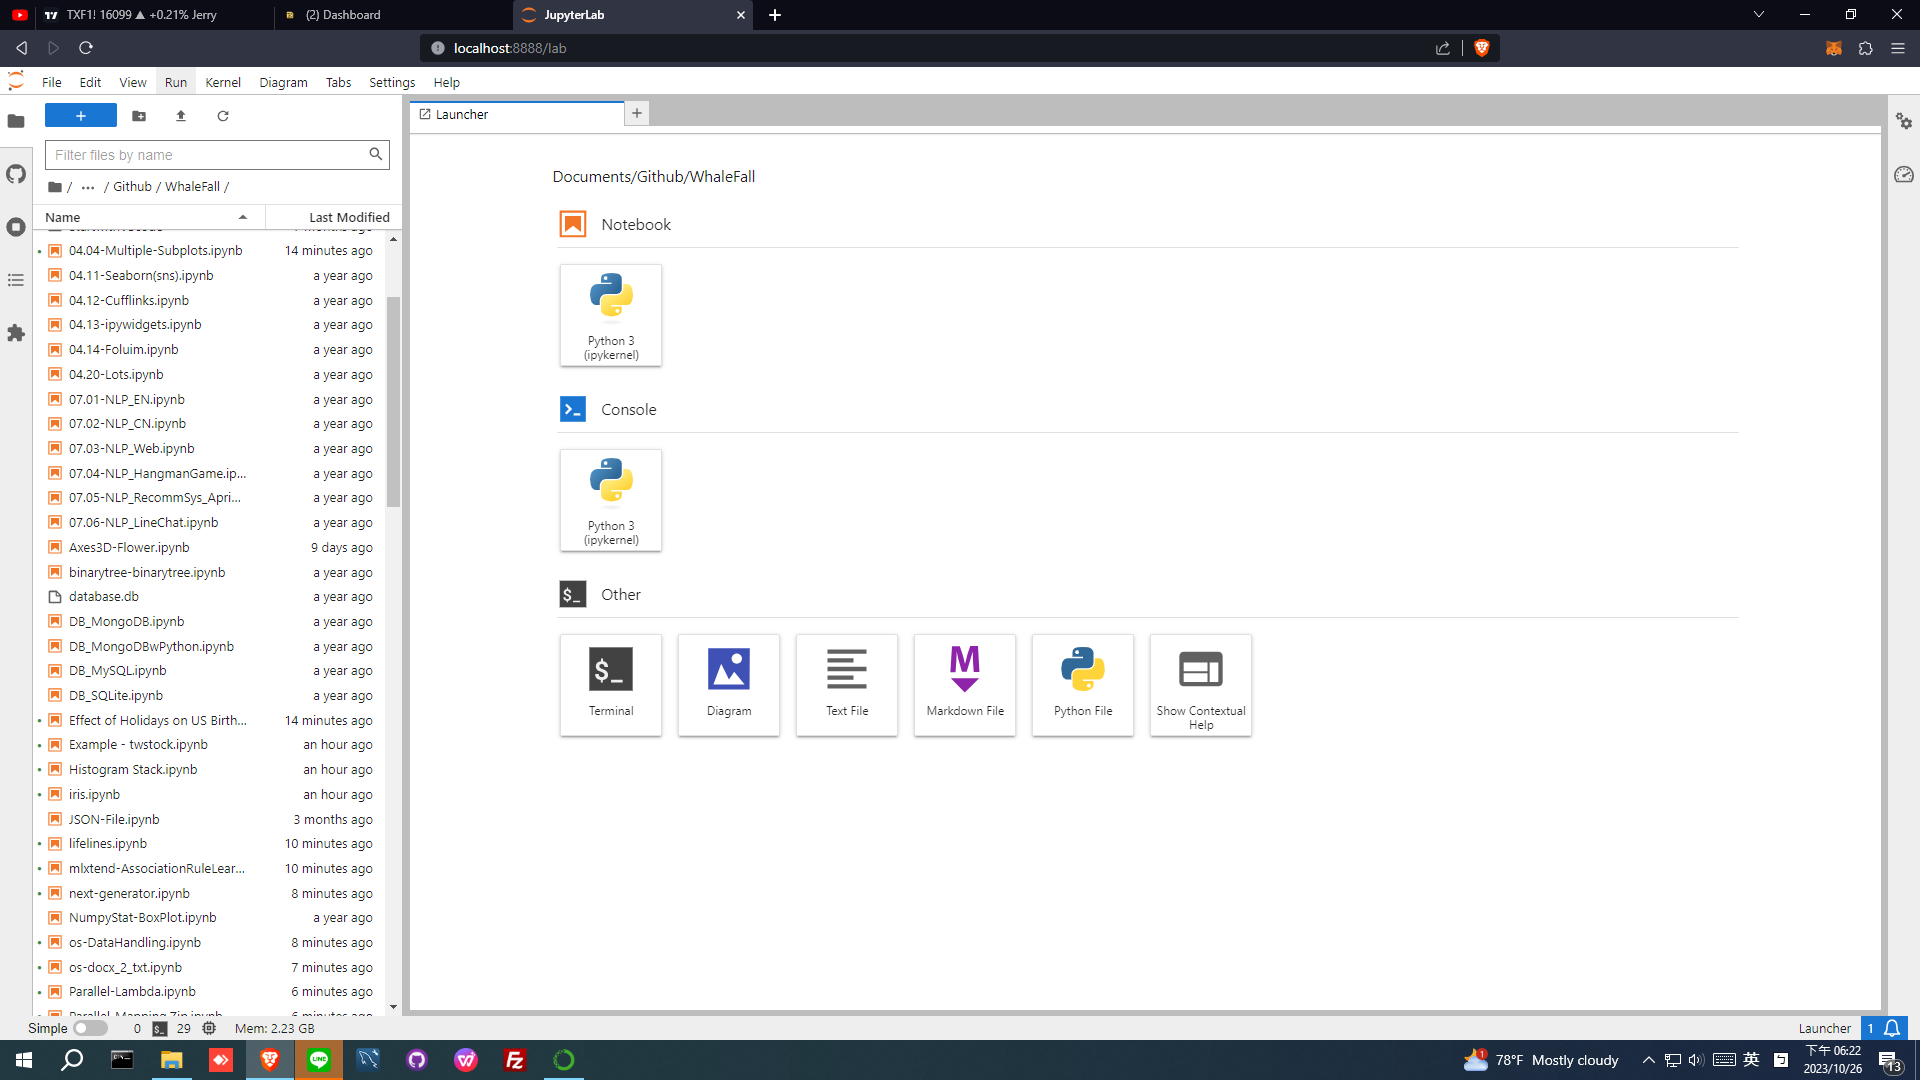 TXF1! 16099 ▲ +0.21% Jerry
(2) Dashboard
JupyterLab
localhost:8888/lab
File Edit View Run Kernel Diagram Tabs Settings Help
Launcher
Filter files by name
/ ··· / Github / WhaleFall /
Name Last Modified
04.04-Multiple-Subplots.ipynb 14 minutes ago
04.11-Seaborn(sns).ipynb a year ago
04.12-Cufflinks.ipynb a year ago
04.13-ipywidgets.ipynb a year ago
04.14-Foluim.ipynb a year ago
04.20-Lots.ipynb a year ago
07.01-NLP_EN.ipynb a year ago
07.02-NLP_CN.ipynb a year ago
07.03-NLP_Web.ipynb a year ago
07.04-NLP_HangmanGame.ip... a year ago
07.05-NLP_RecommSys_Apri... a year ago
07.06-NLP_LineChat.ipynb a year ago
Axes3D-Flower.ipynb 9 days ago
binarytree-binarytree.ipynb a year ago
database.db a year ago
DB_MongoDB.ipynb a year ago
DB_MongoDBwPython.ipynb a year ago
DB_MySQL.ipynb a year ago
DB_SQLite.ipynb a year ago
Effect of Holidays on US Birth... 14 minutes ago
Example - twstock.ipynb an hour ago
Histogram Stack.ipynb an hour ago
iris.ipynb an hour ago
JSON-File.ipynb 3 months ago
lifelines.ipynb 10 minutes ago
mlxtend-AssociationRuleLear... 10 minutes ago
next-generator.ipynb 8 minutes ago
NumpyStat-BoxPlot.ipynb a year ago
os-DataHandling.ipynb 8 minutes ago
os-docx_2_txt.ipynb 7 minutes ago
Parallel-Lambda.ipynb 6 minutes ago
Documents/Github/WhaleFall
Notebook
Python 3
(ipykernel)
Console
Python 3
(ipykernel)
$_ Other
$_
Terminal
Diagram
Text File
M
Markdown File
Python File
Show Contextual
Help
Simple 0 $_ 29 Mem: 2.23 GB
Launcher 1
78°F Mostly cloudy
英
下午 06:22
2023/10/26
13